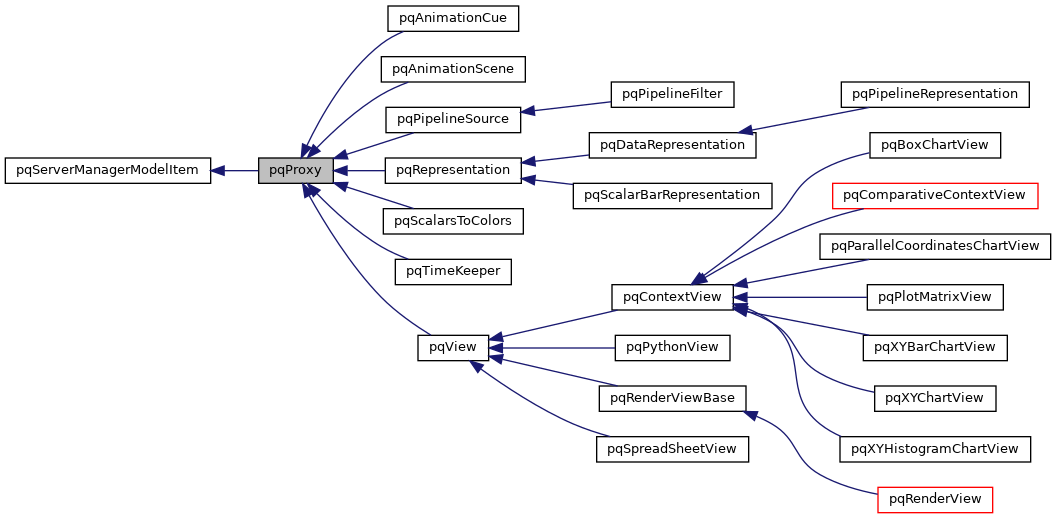 pqAnimationCue
pqAnimationScene
pqPipelineFilter
pqPipelineRepresentation
pqPipelineSource
pqDataRepresentation
pqBoxChartView
pqServerManagerModelItem
pqProxy
pqRepresentation
pqScalarBarRepresentation
pqComparativeContextView
pqScalarsToColors
pqParallelCoordinatesChartView
pqTimeKeeper
pqContextView
pqPlotMatrixView
pqView
pqPythonView
pqXYBarChartView
pqRenderViewBase
pqXYChartView
pqSpreadSheetView
pqXYHistogramChartView
pqRenderView